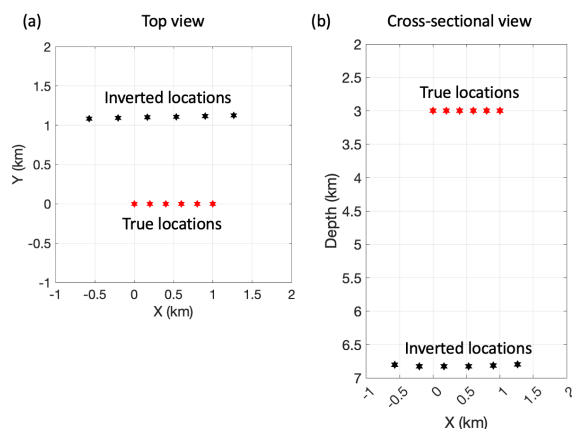 (a)
Top view
2
1.5
Inverted locations
1
Y (km)
0.5
0
True locations
-0.5
-1
-1
-0.5
0
0.5
1
1.5
2
X (km)
(b)
Cross-sectional view
2
2.5
True locations
3
3.5
4
Depth (km)
4.5
5
5.5
6
Inverted locations
6.5
7
-1
-0.5
0
0.5
1
1.5
2
X (km)